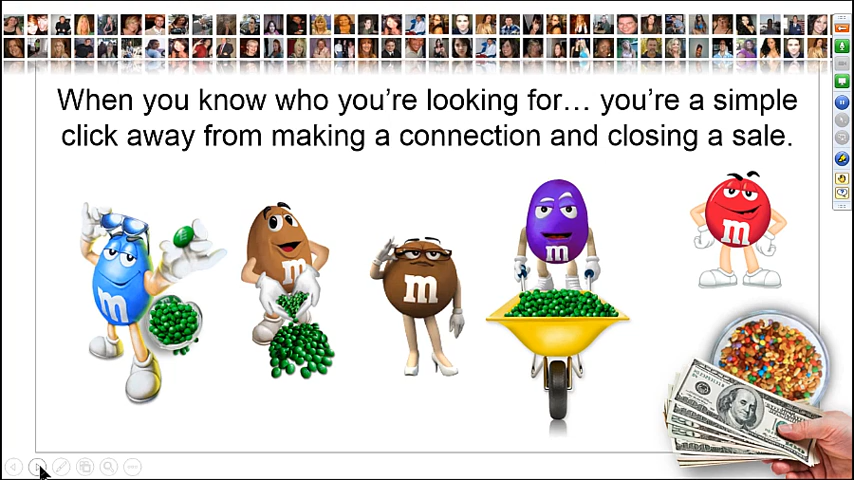 When you know who you're looking for… you're a simple
click away from making a connection and closing a sale.
m
m
m
m
m